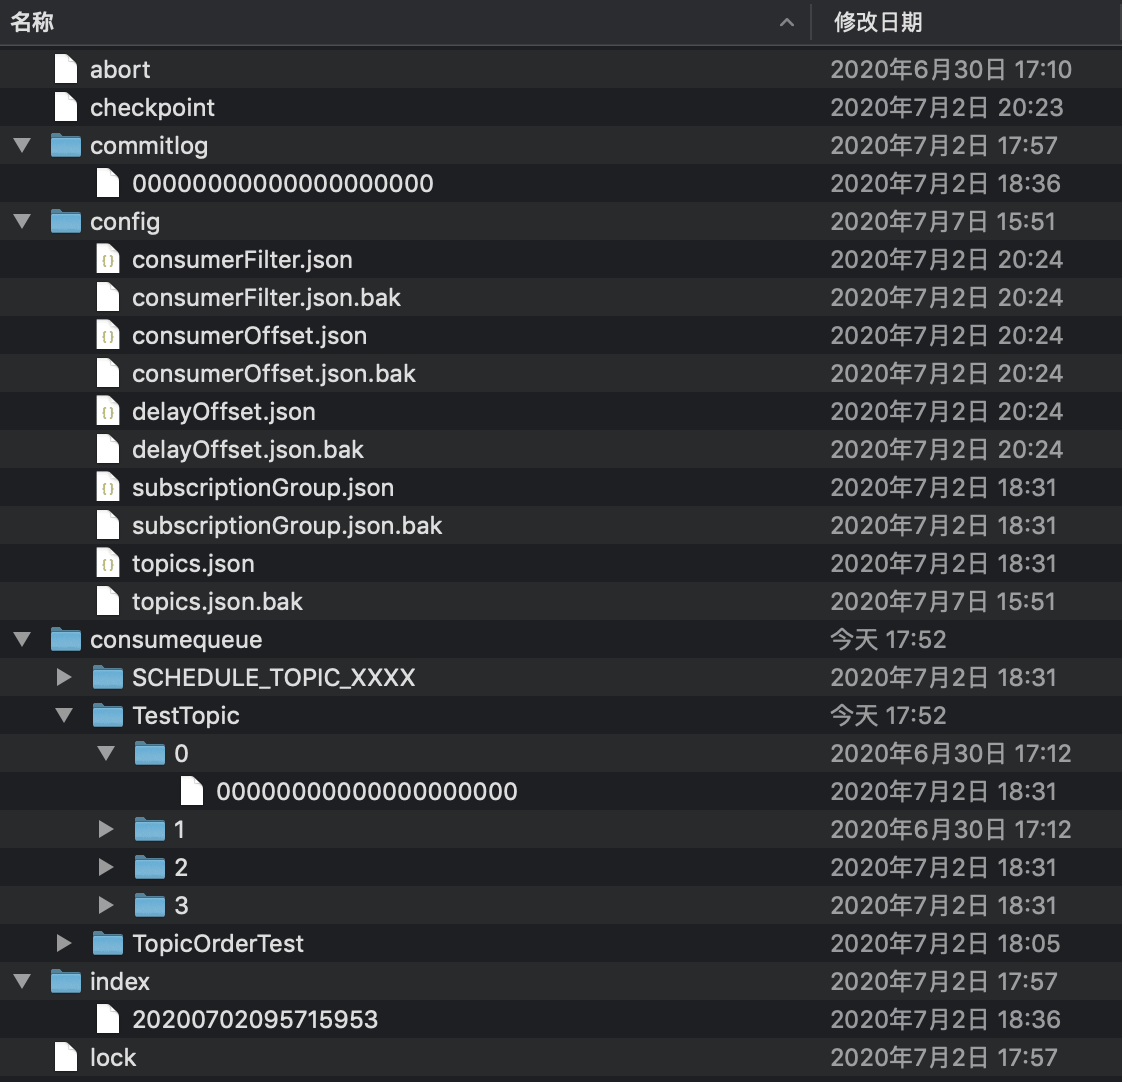 名称 修改日期
abort 2020年6月30日 17:10
checkpoint 2020年7月2日 20:23
commitlog 2020年7月2日 17:57
00000000000000000000 2020年7月2日 18:36
config 2020年7月7日 15:51
consumerFilter.json 2020年7月2日 20:24
consumerFilter.json.bak 2020年7月2日 20:24
consumerOffset.json 2020年7月2日 20:24
consumerOffset.json.bak 2020年7月2日 20:24
delayOffset.json 2020年7月2日 20:24
delayOffset.json.bak 2020年7月2日 20:24
subscriptionGroup.json 2020年7月2日 18:31
subscriptionGroup.json.bak 2020年7月2日 18:31
topics.json 2020年7月2日 18:31
topics.json.bak 2020年7月7日 15:51
consumequeue 今天 17:52
SCHEDULE_TOPIC_XXXX 2020年7月2日 18:31
TestTopic 今天 17:52
0 2020年6月30日 17:12
00000000000000000000 2020年7月2日 18:31
1 2020年6月30日 17:12
2 2020年7月2日 18:31
3 2020年7月2日 18:31
TopicOrderTest 2020年7月2日 18:05
index 2020年7月2日 17:57
20200702095715953 2020年7月2日 18:36
lock 2020年7月2日 17:57